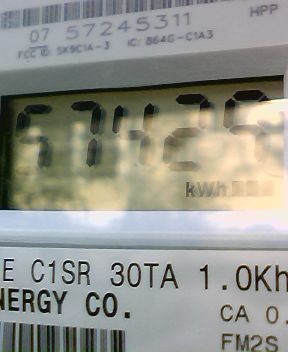 HPP
07 57245311
FCC ID: SK9C1A-3 IC: 864G-C1A3
57429
kWh
E C1SR 30TA 1.0Kh
NERGY CO.
CA 0.
FM2S